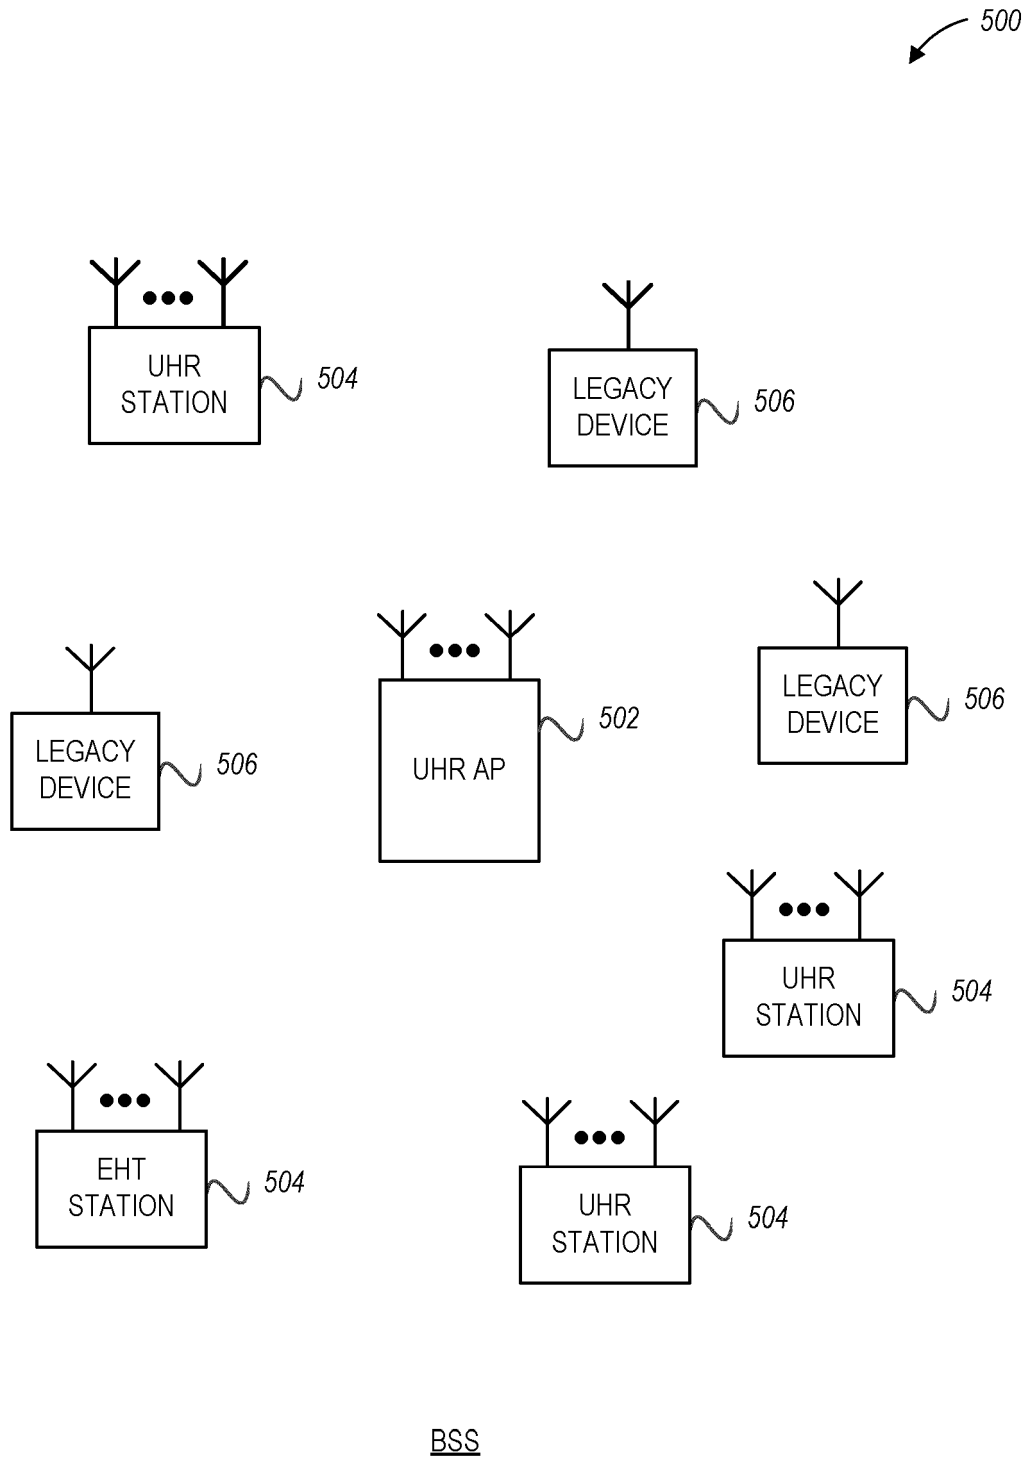 500
UHR
STATION
504
LEGACY
DEVICE
506
LEGACY
DEVICE
506
UHR AP
502
LEGACY
DEVICE
506
UHR
STATION
504
EHT
STATION
504
UHR
STATION
504
BSS